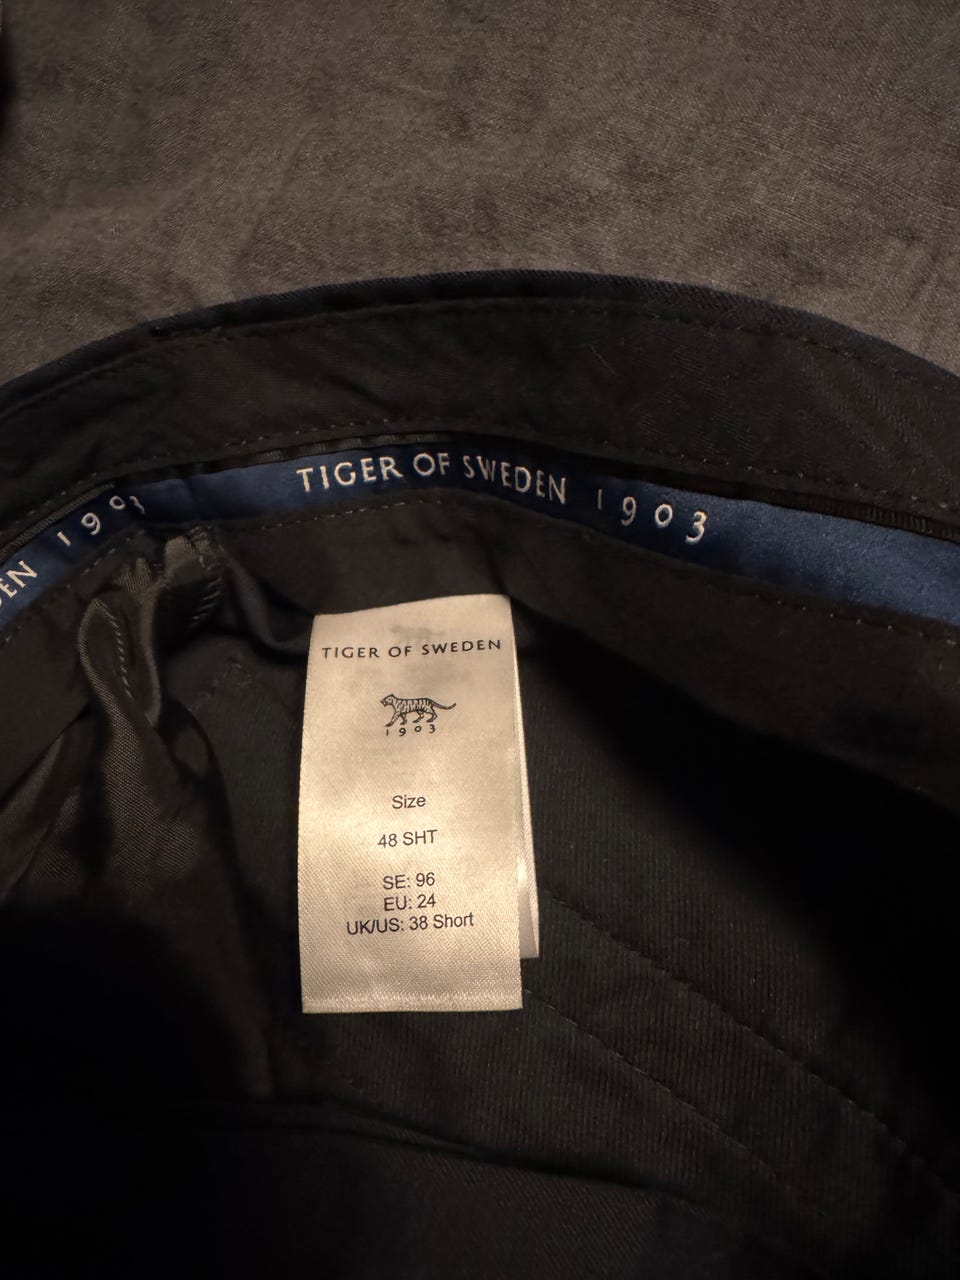 TIGER OF SWEDEN 1903
EN 1903
TIGER OF SWEDEN
1903
Size
48 SHT
SE: 96
EU: 24
UK/US: 38 Short